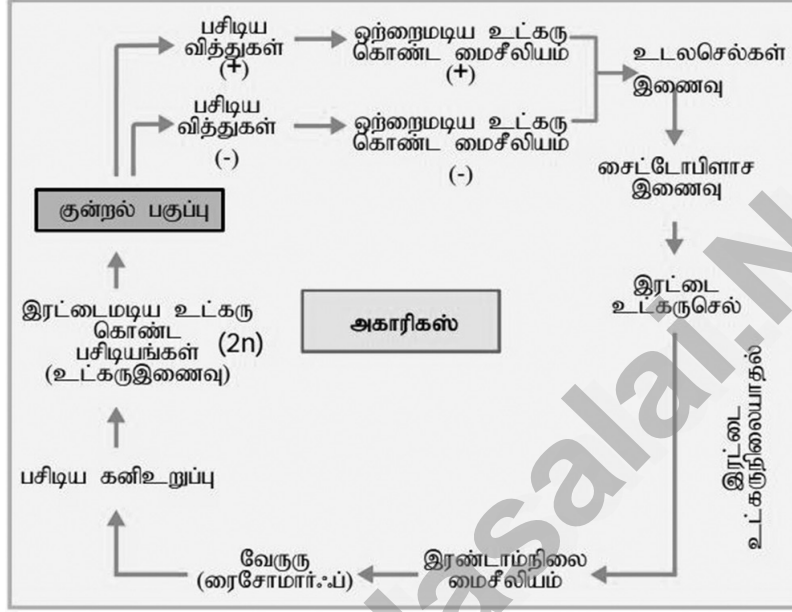 பசிடிய
வித்துகள்
(+)
ஒற்றைமடிய உட்கரு
கொண்ட மைசீலியம்
(+)
உடலசெல்கள்
இணைவு
பசிடிய
வித்துகள்
(-)
ஒற்றைமடிய உட்கரு
கொண்ட மைசீலியம்
(-)
சைட்டோபிளாச
இணைவு
குன்றல் பகுப்பு
இரட்டை
உட்கருசெல்
இரட்டைமடிய உட்கரு
கொண்ட
பசிடியங்கள் (2n)
(உட்கருஇணைவு)
அகாரிகஸ்
இரட்டை
உட்கருநிலையாதல்
பசிடிய கனிஉறுப்பு
வேருரு
(ரைசோமார்ஃப்)
இரண்டாம்நிலை
மைசீலியம்